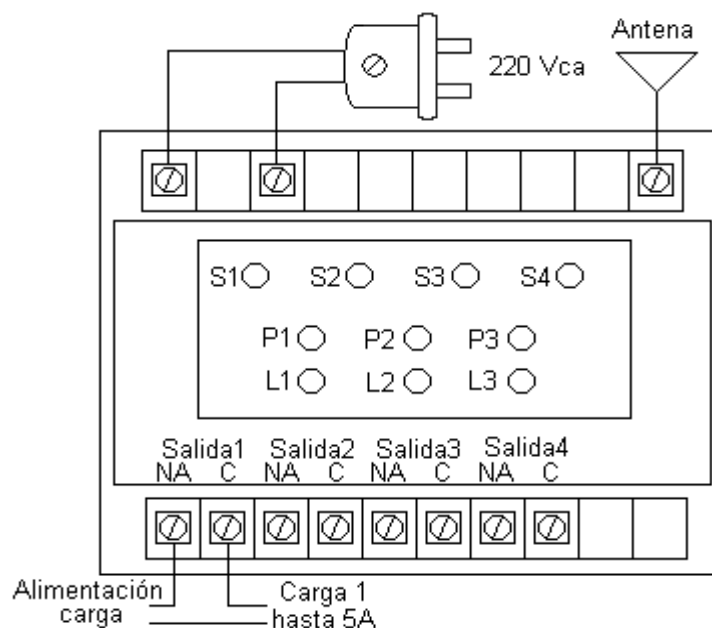 Antena
220 Vca
S1 S2 S3 S4
P1 P2 P3
L1 L2 L3
Salida1 Salida2 Salida3 Salida4
NA C NA C NA C NA C
Alimentación carga
Carga 1
hasta 5A